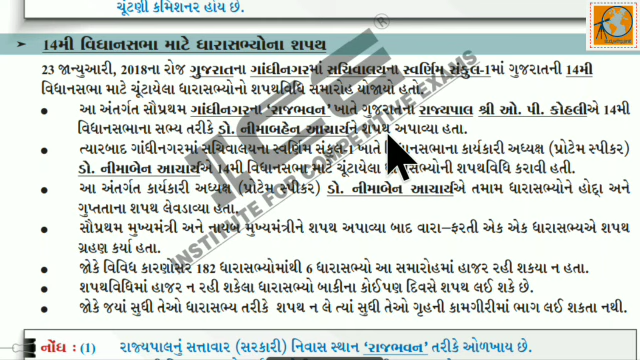 ચૂંટણી કમિશનર હોય છે.
14મી વિધાનસભા માટે ધારાસભ્યોના શપથ
23 જાન્યુઆરી, 2018ના રોજ ગુજરાતના ગાંધીનગરમાં સચિવાલયના સ્વર્ણિમ સંકુલ-1માં ગુજરાતની 14મી
વિધાનસભા માટે ચૂંટાયેલા ધારાસભ્યોનો શપથવિધિ સમારોહ યોજાયો હતો.
આ અંતર્ગત સૌપ્રથમ ગાંધીનગરના 'રાજભવન' ખાતે ગુજરાતના રાજ્યપાલ શ્રી ઓ. પી. કોહલીએ 14મી
વિધાનસભાના સભ્ય તરીકે ડો. નીમાબહેન આચાર્યને શપથ અપાવ્યા હતા.
ત્યારબાદ ગાંધીનગરમાં સચિવાલયના સ્વર્ણિમ સંકુલ-1 ખાતે વિધાનસભાના કાર્યકારી અધ્યક્ષ (પ્રોટેમ સ્પીકર)
ડો. નીમાબેન આચાર્યએ 14મી વિધાનસભા માટે ચૂંટાયેલા ધારાસભ્યોની શપથવિધિ કરાવી હતી.
આ અંતર્ગત કાર્યકારી અધ્યક્ષ (પ્રોટેમ સ્પીકર) ડો. નીમાબેન આચાર્યએ તમામ ધારાસભ્યોને હોદ્દા અને
ગુપ્તતાના શપથ લેવડાવ્યા હતા.
સૌપ્રથમ મુખ્યમંત્રી અને નાયબ મુખ્યમંત્રીને શપથ અપાવ્યા બાદ વારા-ફરતી એક એક ધારાસભ્યએ શપથ
ગ્રહણ કર્યા હતા.
જોકે વિવિધ કારણોસર 182 ધારાસભ્યોમાંથી 6 ધારાસભ્યો આ સમારોહમાં હાજર રહી શક્યા ન હતા.
શપથવિધિમાં હાજર ન રહી શકેલા ધારાસભ્યો બાકીના કોઈપણ દિવસે શપથ લઈ શકે છે.
જોકે જ્યાં સુધી તેઓ ધારાસભ્ય તરીકે શપથ ન લે ત્યાં સુધી તેઓ ગૃહની કામગીરીમાં ભાગ લઈ શકતા નથી.
નોંધ : (1) રાજ્યપાલનું સત્તાવાર (સરકારી) નિવાસ સ્થાન 'રાજભવન' તરીકે ઓળખાય છે.
ICE
INSTITUTE FOR COMPETITIVE EXAMS